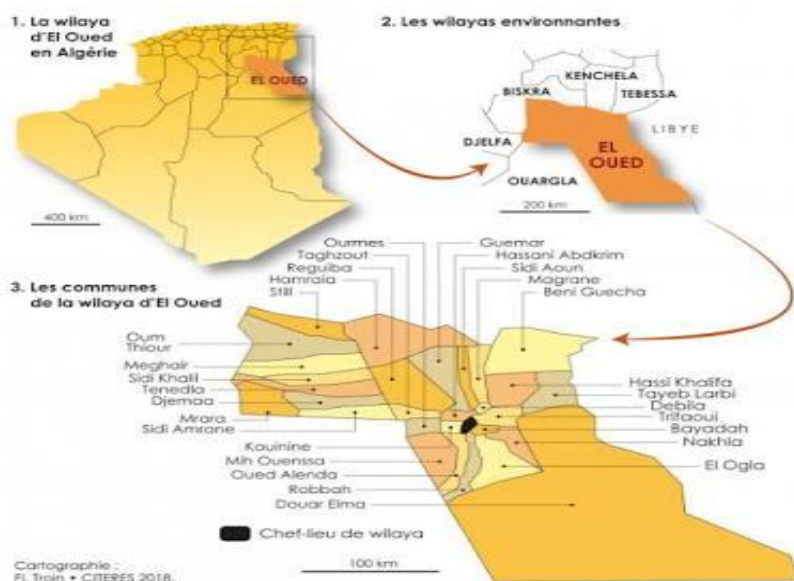 1. La wilaya
d'El Oued
en Algérie
EL OUED
400 km
2. Les wilayas environnantes
KENCHELA
BISKRA
TEBESSA
LIBYE
DJELFA
EL
OUED
OUARGLA
200 km
3. Les communes
de la wilaya d'El Oued
Ourmes
Taghzout
Reguiba
Hamraia
Still
Guemar
Hassani Abdkrim
Sidi Aoun
Magrane
Beni Guecha
Oum
Thiour
Meghair
Sidi Khalil
Tenedla
Djemaa
Mrara
Sidi Amrane
Hassi Khalifa
Tayeb Larbi
Debila
Trifaoui
Bayadah
Nakhla
El Ogla
Kouinine
Mih Ouenssa
Oued Alenda
Robbah
Douar Elma
Chef-lieu de wilaya
100 km
Cartographie :
FL Troin • CITERES 2018.